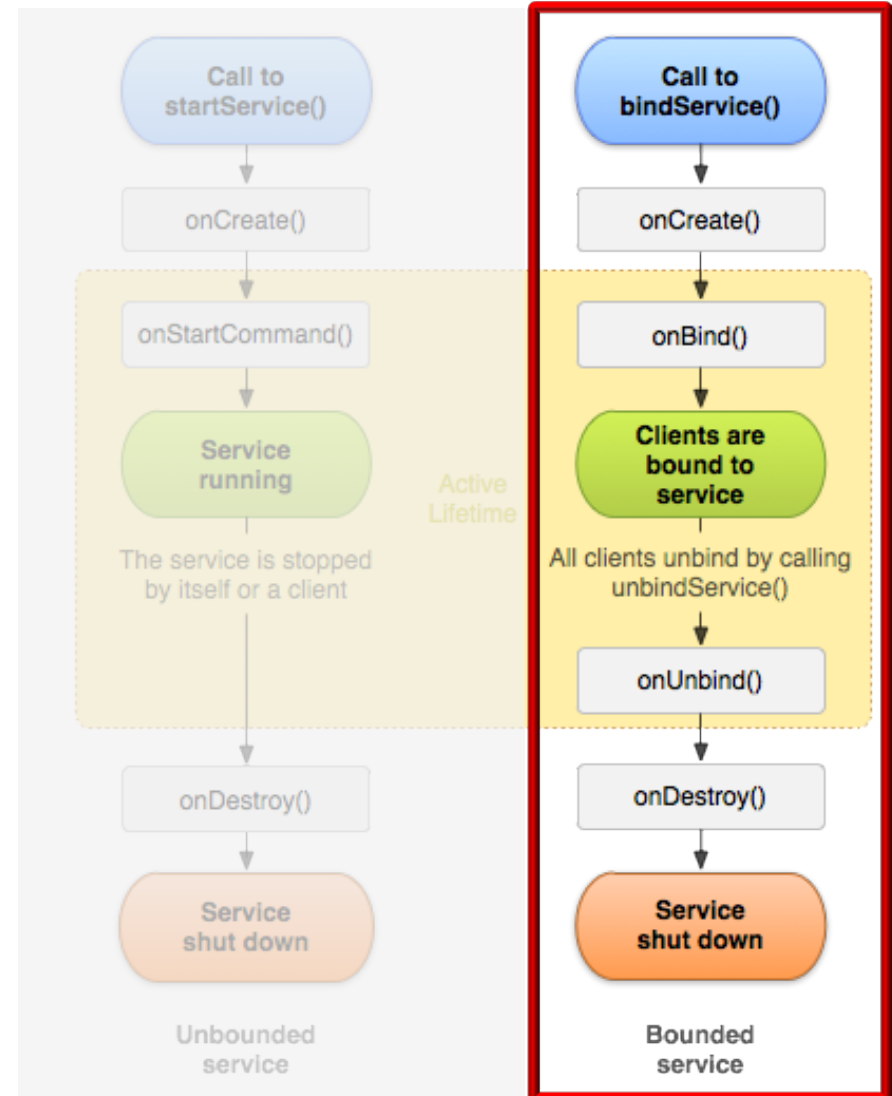 Call to
startService()
onCreate()
onStartCommand()
Service
running
Active
Lifetime
The service is stopped
by itself or a client
onDestroy()
Service
shut down
Unbounded
service
Call to
bindService()
onCreate()
onBind()
Clients are
bound to
service
All clients unbind by calling
unbindService()
onUnbind()
onDestroy()
Service
shut down
Bounded
service